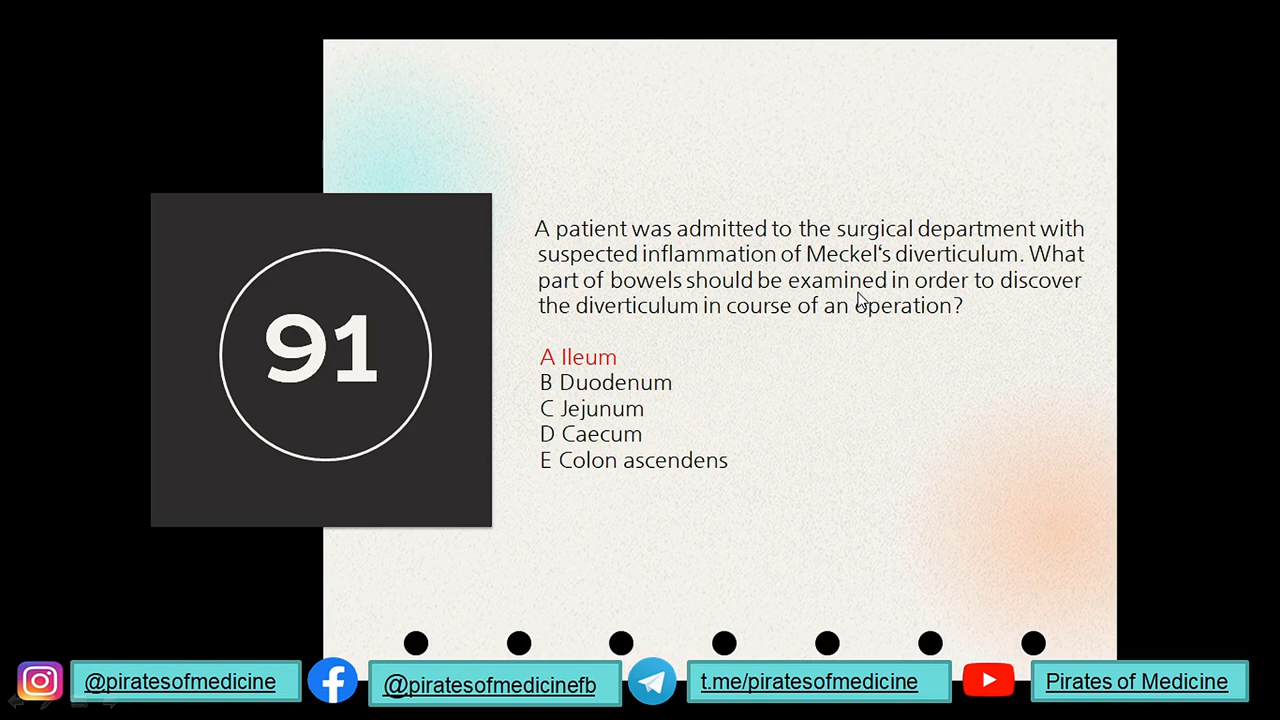 91
A patient was admitted to the surgical department with
suspected inflammation of Meckel‘s diverticulum. What
part of bowels should be examined in order to discover
the diverticulum in course of an operation?
A Ileum
B Duodenum
C Jejunum
D Caecum
E Colon ascendens
@piratesofmedicine
@piratesofmedicinefb
t.me/piratesofmedicine
Pirates of Medicine